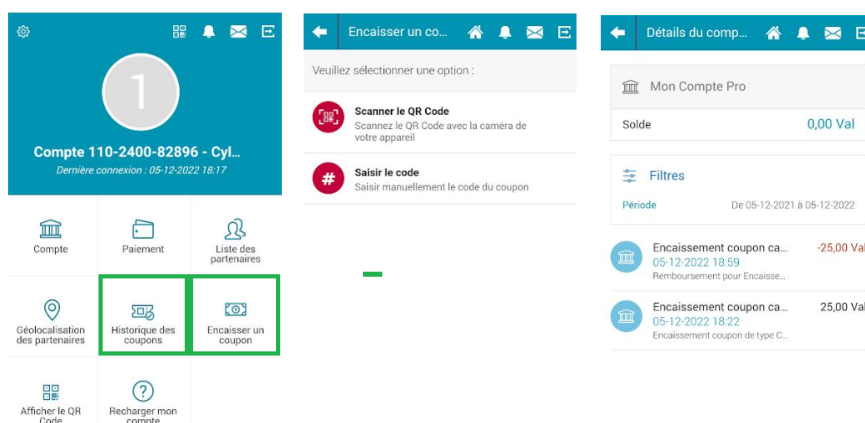 1
Compte 110-2400-82896 - Cyl...
Dernière connexion : 05-12-2022 18:17
Compte
Paiement
Liste des
partenaires
Géolocalisation
des partenaires
Historique des
coupons
Encaisser un
coupon
Afficher le QR
Code
Recharger mon
compte
Encaisser un co...
Veuillez sélectionner une option :
Scanner le QR Code
Scannez le QR Code avec la caméra de
votre appareil
#
Saisir le code
Saisir manuellement le code du coupon
Détails du comp...
Mon Compte Pro
Solde 0,00 Val
Filtres
Période De 05-12-2021 à 05-12-2022
Encaissement coupon ca... -25,00 Val
05-12-2022 18:59
Remboursement pour Encaisse...
Encaissement coupon ca... 25,00 Val
05-12-2022 18:22
Encaissement coupon de type C...